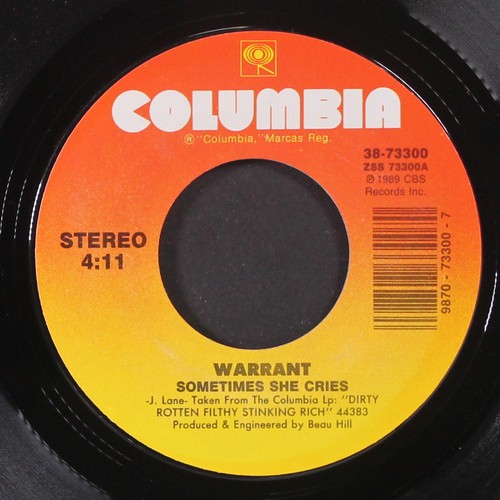 COLUMBIA
® "Columbia," Marcas Reg.
38-73300
ZSS 73300A
℗ 1989 CBS
Records Inc.
STEREO
4:11
9870 - 73300 - 7
WARRANT
SOMETIMES SHE CRIES
-J. Lane- Taken From The Columbia Lp: "DIRTY
ROTTEN FILTHY STINKING RICH" 44383
Produced & Engineered by Beau Hill